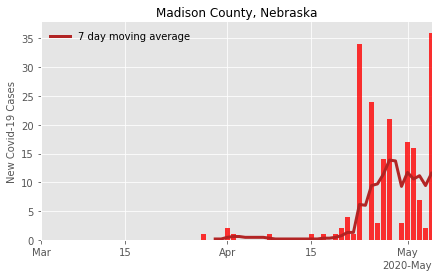 Madison County, Nebraska
7 day moving average
New Covid-19 Cases
35
30
25
20
15
10
5
0
Mar 15 Apr 15 May
2020-May